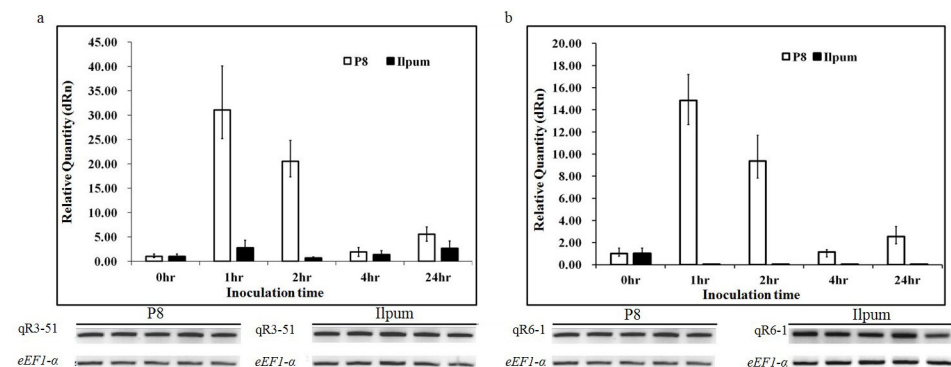 a
45.00
40.00
35.00
30.00
25.00
20.00
15.00
10.00
5.00
0.00
Relative Quantity (dRn)
P8 Ilpum
0hr 1hr 2hr 4hr 24hr
Inoculation time
P8 Ilpum
qR3-51 qR3-51
eEF1-α eEF1-α
b
20.00
18.00
16.00
14.00
12.00
10.00
8.00
6.00
4.00
2.00
0.00
Relative Quantity (dRn)
P8 Ilpum
0hr 1hr 2hr 4hr 24hr
Inoculation time
P8 Ilpum
qR6-1 qR6-1
eEF1-α eEF1-α